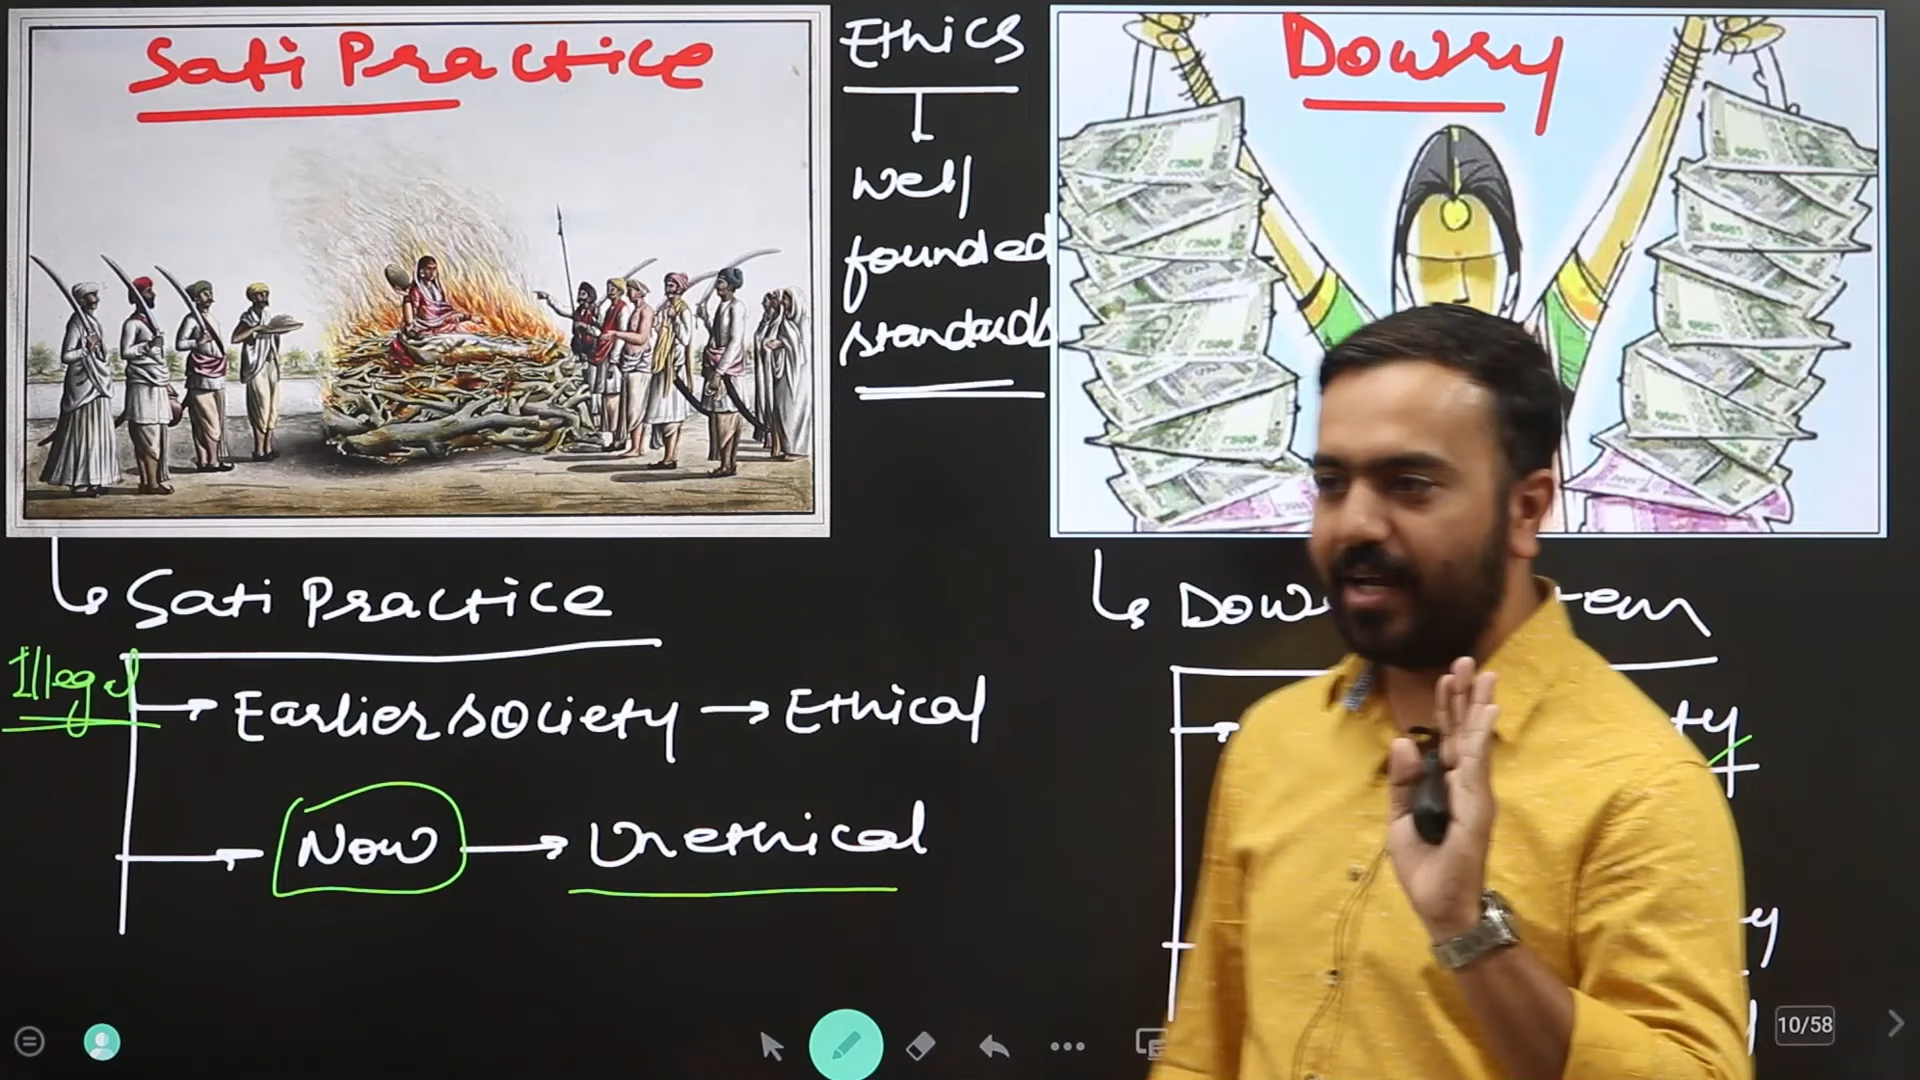 Sati Practice
Ethics
Well
founded
standards
Dowry
Sati Practice
Illegal
Earlier society → Ethical
Now → Unethical
10/58